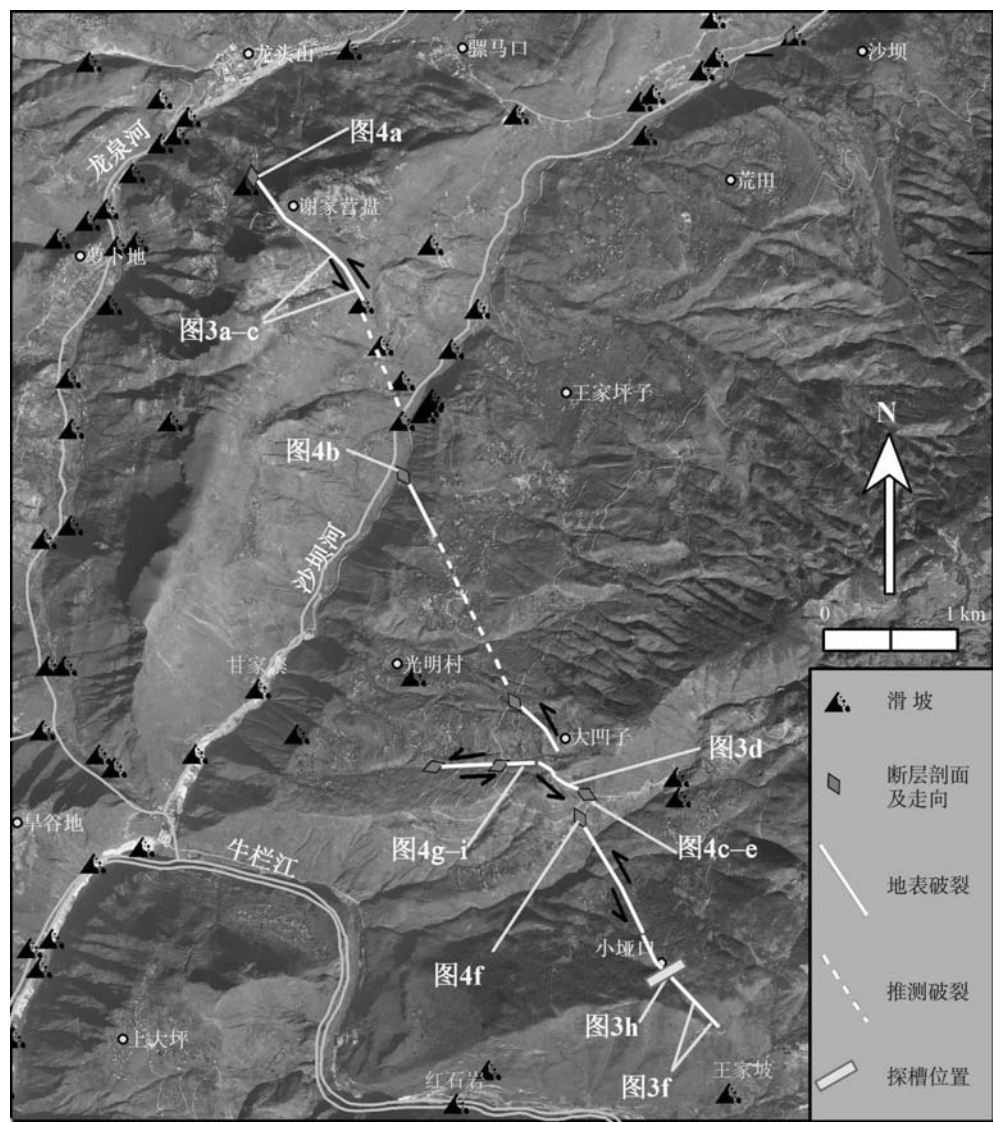 龙头山
骡马口
沙坝
图4a
龙泉河
荒田
谢家营盘
萝卜地
图3a–c
王家坪子
N
图4b
沙坝河
0
1 km
甘家寨
光明村
滑坡
大凹子
图3d
断层剖面
及走向
旱谷地
牛栏江
图4g–i
图4c–e
地表破裂
小垭口
图4f
推测破裂
图3h
上大坪
红石岩
图3f
王家坡
探槽位置